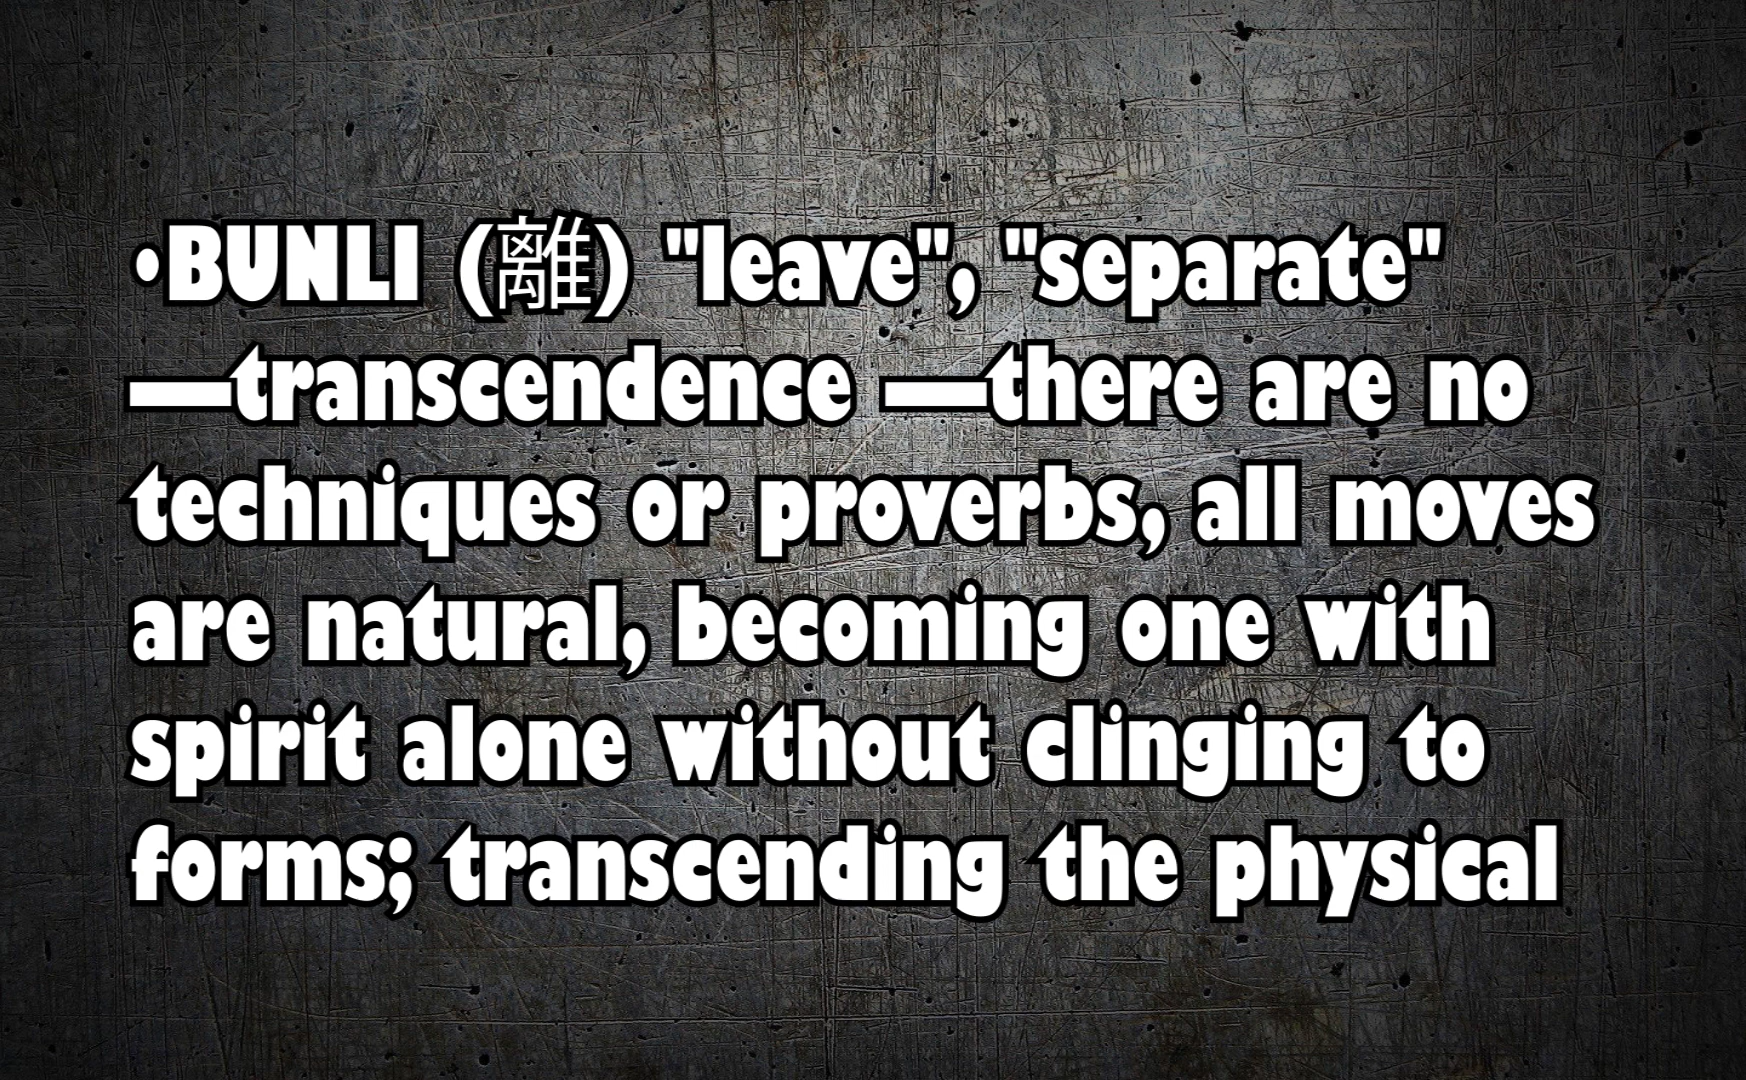 •BUNLI (離) "leave", "separate"
—transcendence —there are no
techniques or proverbs, all moves
are natural, becoming one with
spirit alone without clinging to
forms; transcending the physical